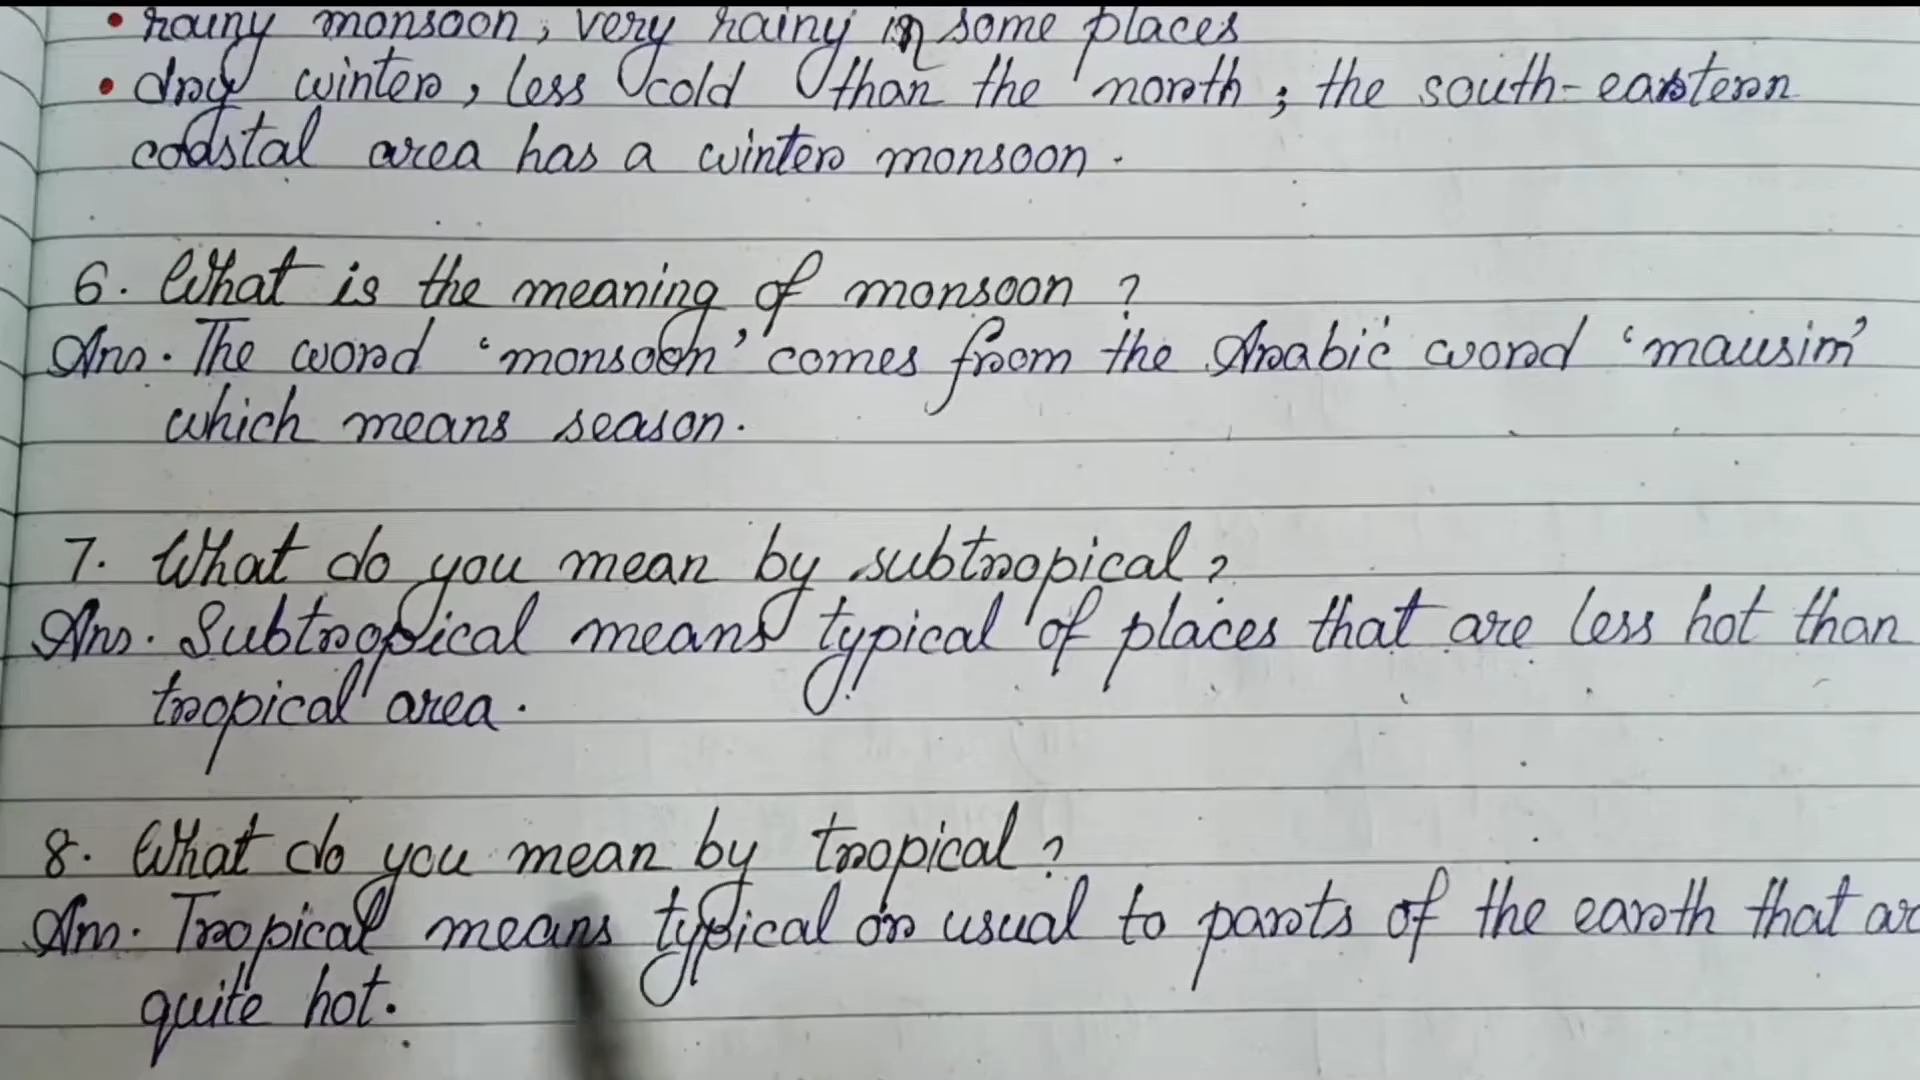 • rainy monsoon, very rainy in some places
• dry winter, less cold than the north; the south-eastern
coastal area has a winter monsoon.
6. What is the meaning of monsoon ?
Ans. The word 'monsoon' comes from the Arabic word 'mausim'
which means season.
7. What do you mean by subtropical?
Ans. Subtropical means typical of places that are less hot than
tropical area.
8. What do you mean by tropical?
Ans. Tropical means typical or usual to parts of the earth that ar
quite hot.